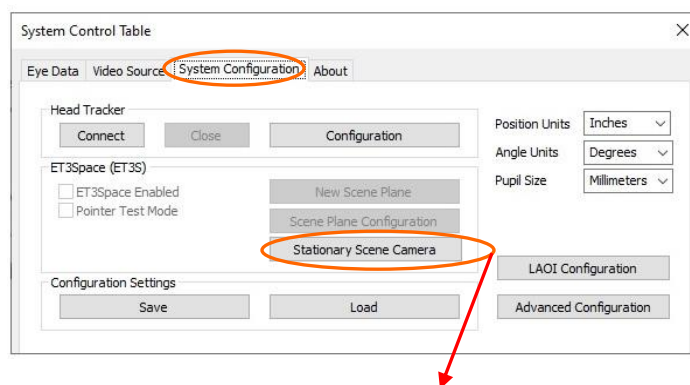 System Control Table
Eye Data Video Source System Configuration About
Head Tracker
Connect Close Configuration
Position Units Inches
Angle Units Degrees
Pupil Size Millimeters
ET3Space (ET3S)
ET3Space Enabled
Pointer Test Mode
New Scene Plane
Scene Plane Configuration
Stationary Scene Camera
LAOI Configuration
Configuration Settings
Save Load Advanced Configuration